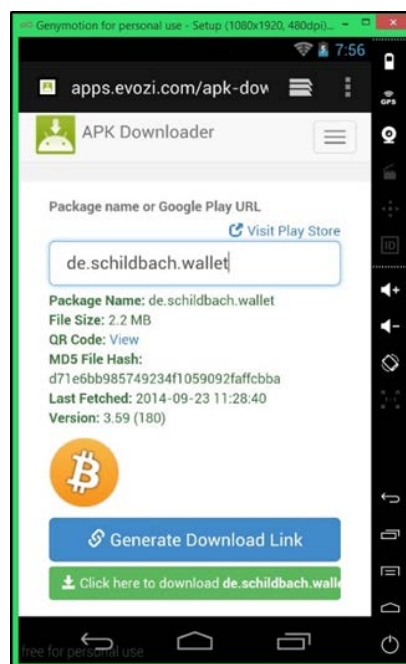 Genymotion for personal use - Setup (1080x1920, 480dpi)...
7:56
apps.evozi.com/apk-dow
GPS
APK Downloader
Package name or Google Play URL
Visit Play Store
ID
de.schildbach.wallet
Package Name: de.schildbach.wallet
File Size: 2.2 MB
QR Code: View
MD5 File Hash:
d71e6bb985749234f1059092faffcbba
Last Fetched: 2014-09-23 11:28:40
Version: 3.59 (180)
Generate Download Link
Click here to download de.schildbach.walle
free for personal use